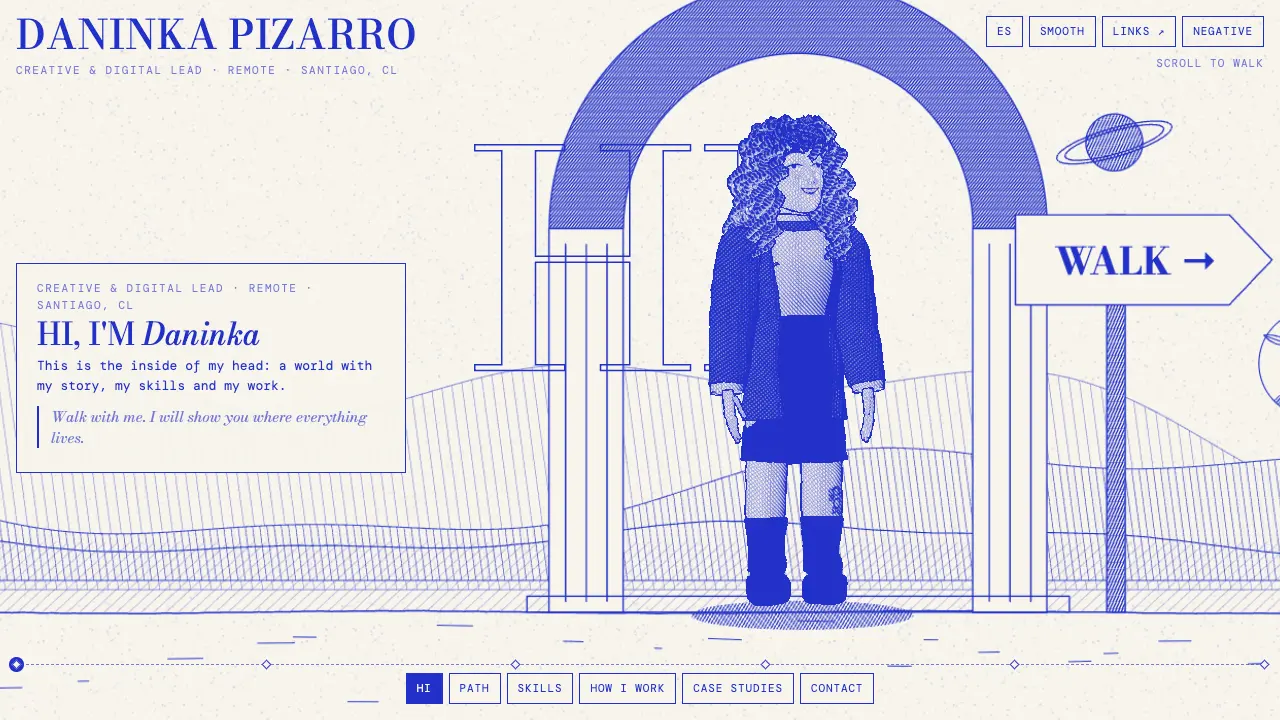 DANINKA PIZARRO
CREATIVE & DIGITAL LEAD · REMOTE · SANTIAGO, CL
ES
SMOOTH
LINKS ↗
NEGATIVE
SCROLL TO WALK
HI
WALK →
CREATIVE & DIGITAL LEAD · REMOTE ·
SANTIAGO, CL
HI, I'M Daninka
This is the inside of my head: a world with
my story, my skills and my work.
Walk with me. I will show you where everything
lives.
HI
PATH
SKILLS
HOW I WORK
CASE STUDIES
CONTACT